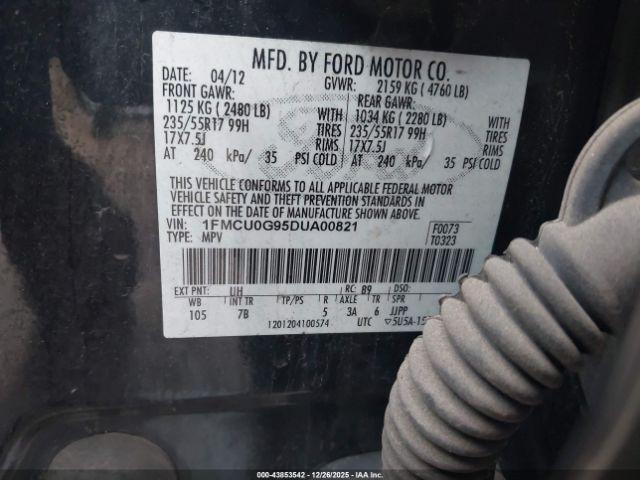 MFD. BY FORD MOTOR CO.
DATE: 04/12 GVWR: 2159 KG ( 4760 LB)
FRONT GAWR: REAR GAWR:
1125 KG ( 2480 LB) WITH 1034 KG ( 2280 LB) WITH
235/55R17 99H TIRES 235/55R17 99H TIRES
17X7.5J RIMS 17X7.5J RIMS
AT 240 kPa/ 35 PSI COLD AT 240 kPa/ 35 PSI COLD
THIS VEHICLE CONFORMS TO ALL APPLICABLE FEDERAL MOTOR
VEHICLE SAFETY AND THEFT PREVENTION STANDARDS IN
EFFECT ON THE DATE OF MANUFACTURE SHOWN ABOVE.
VIN: 1FMCU0G95DUA00821 F0073
TYPE: MPV T0323
EXT PNT: UH RC: 89 DSO:
WB INT TR TP/PS R AXLE TR SPR
105 7B 5 3A 6 JJPP
1201204100574 UTC ▽5U5A-15
00-43853542 | 12/26/2025 - IAAI CHANTILLY